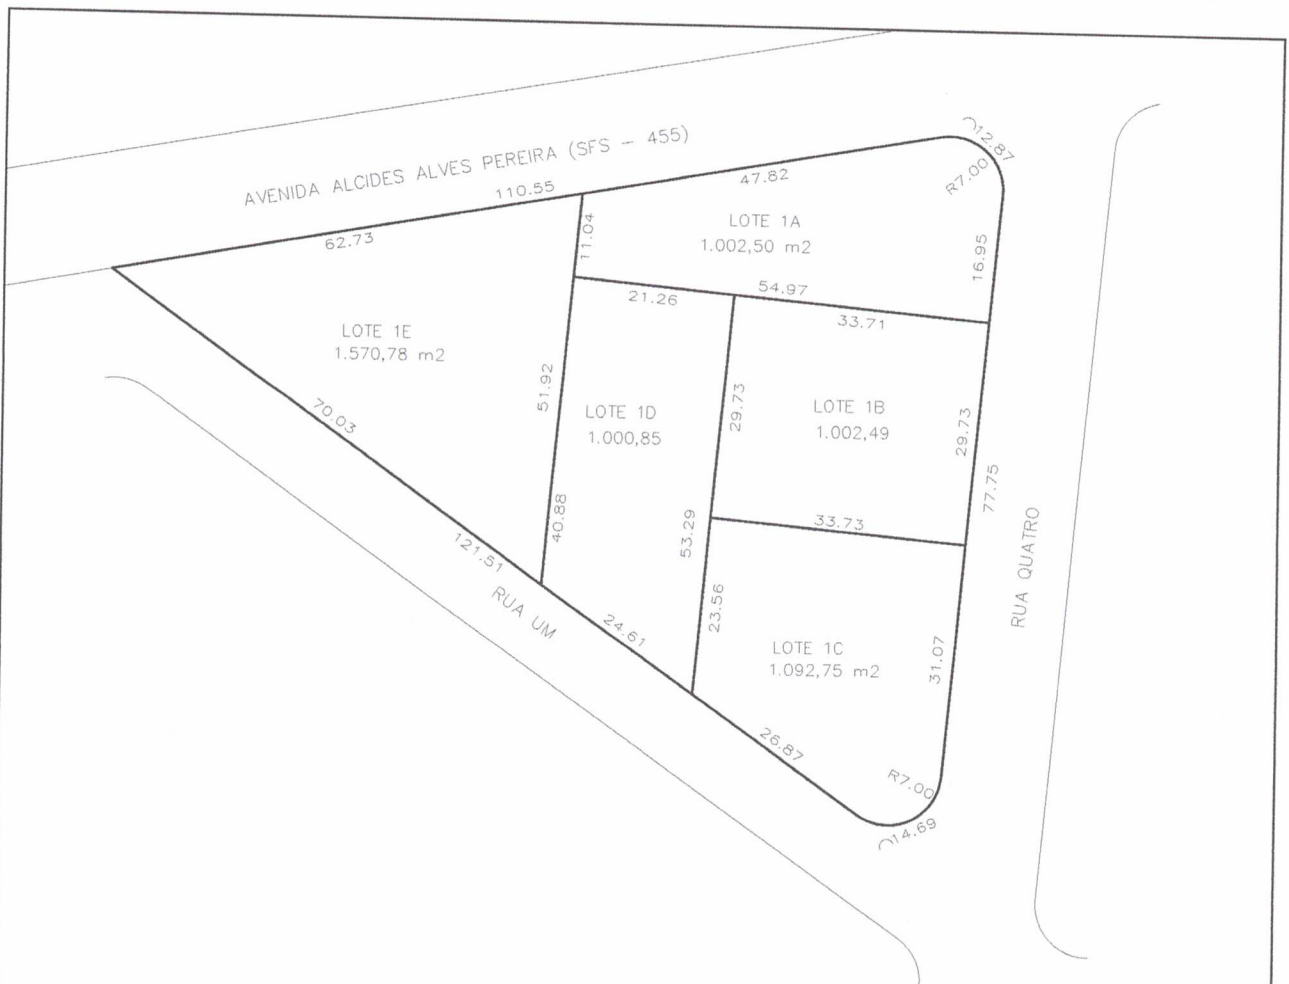 AVENIDA ALCIDES ALVES PEREIRA (SFS - 455)
110.55
62.73
47.82
12.87
R7.00
11.04
LOTE 1A
1.002,50 m2
16.95
54.97
21.26
33.71
LOTE 1E
1.570,78 m2
51.92
70.03
LOTE 1D
1.000,85
29.73
LOTE 1B
1.002,49
29.73
77.75
40.88
53.29
33.73
121.51
RUA UM
RUA QUATRO
24.61
23.56
LOTE 1C
1.092,75 m2
31.07
26.87
R7.00
14.69